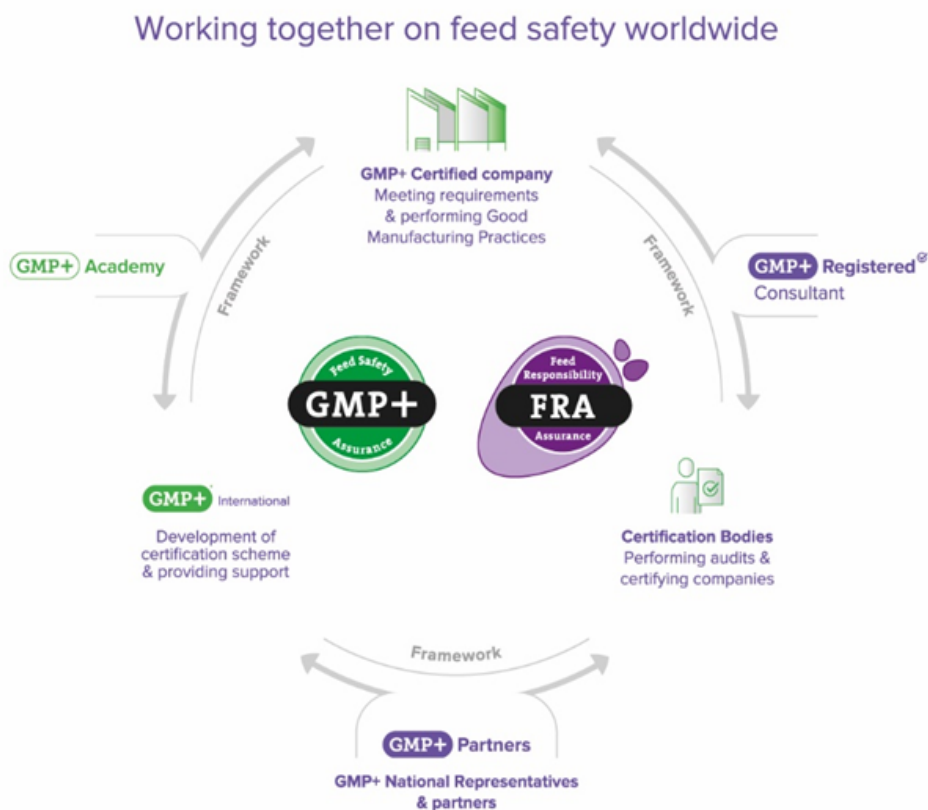 Working together on feed safety worldwide
GMP+ Certified company
Meeting requirements
& performing Good
Manufacturing Practices
GMP+ Academy
Framework
Framework
GMP+ Registered
Consultant
Feed Safety
GMP+
Assurance
Feed
Responsibility
FRA
Assurance
GMP+ International
Development of
certification scheme
& providing support
Certification Bodies
Performing audits &
certifying companies
Framework
GMP+ Partners
GMP+ National Representatives
& partners